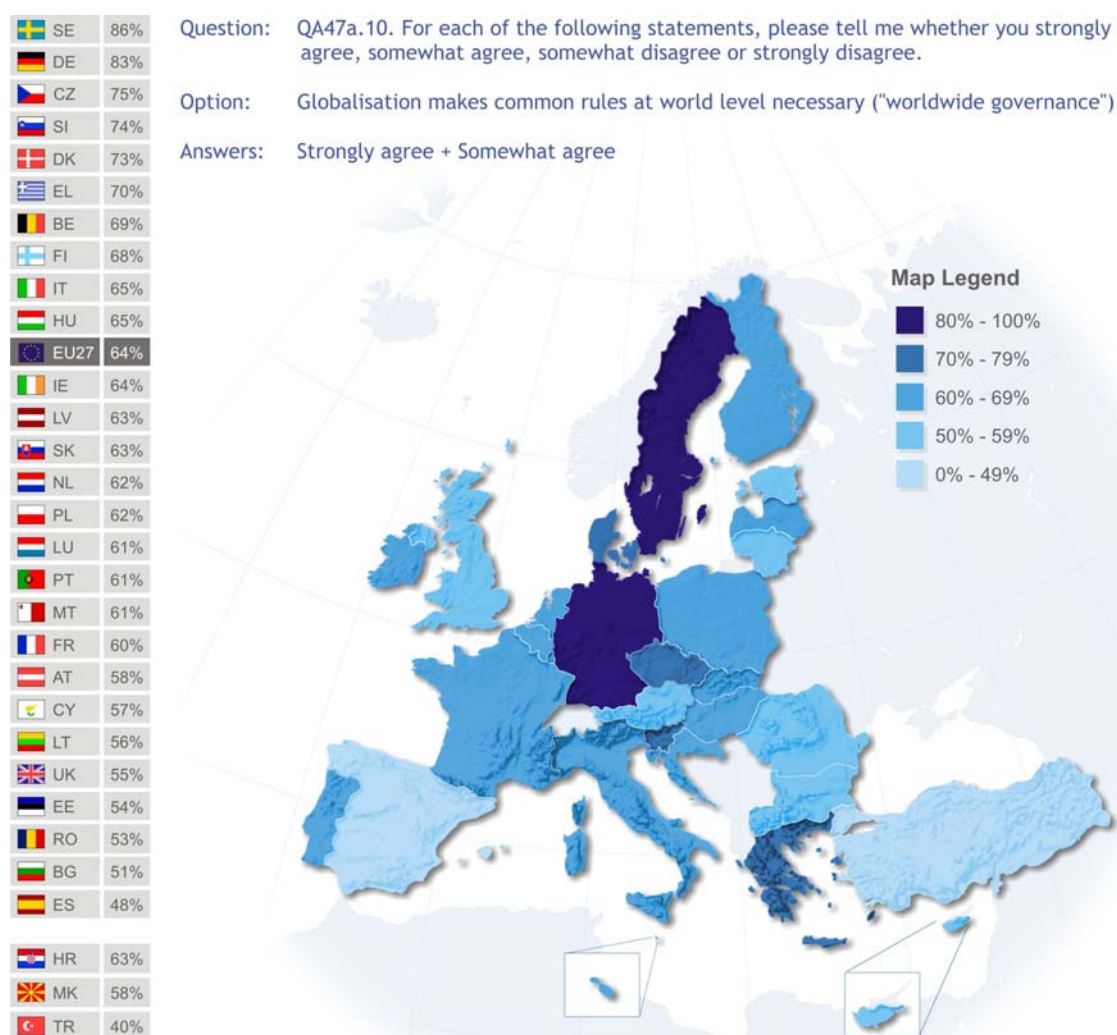 Question: QA47a.10. For each of the following statements, please tell me whether you strongly
agree, somewhat agree, somewhat disagree or strongly disagree.
Option: Globalisation makes common rules at world level necessary ("worldwide governance")
Answers: Strongly agree + Somewhat agree
SE 86%
DE 83%
CZ 75%
SI 74%
DK 73%
EL 70%
BE 69%
FI 68%
IT 65%
HU 65%
EU27 64%
IE 64%
LV 63%
SK 63%
NL 62%
PL 62%
LU 61%
PT 61%
MT 61%
FR 60%
AT 58%
CY 57%
LT 56%
UK 55%
EE 54%
RO 53%
BG 51%
ES 48%
HR 63%
MK 58%
TR 40%
Map Legend
80% - 100%
70% - 79%
60% - 69%
50% - 59%
0% - 49%